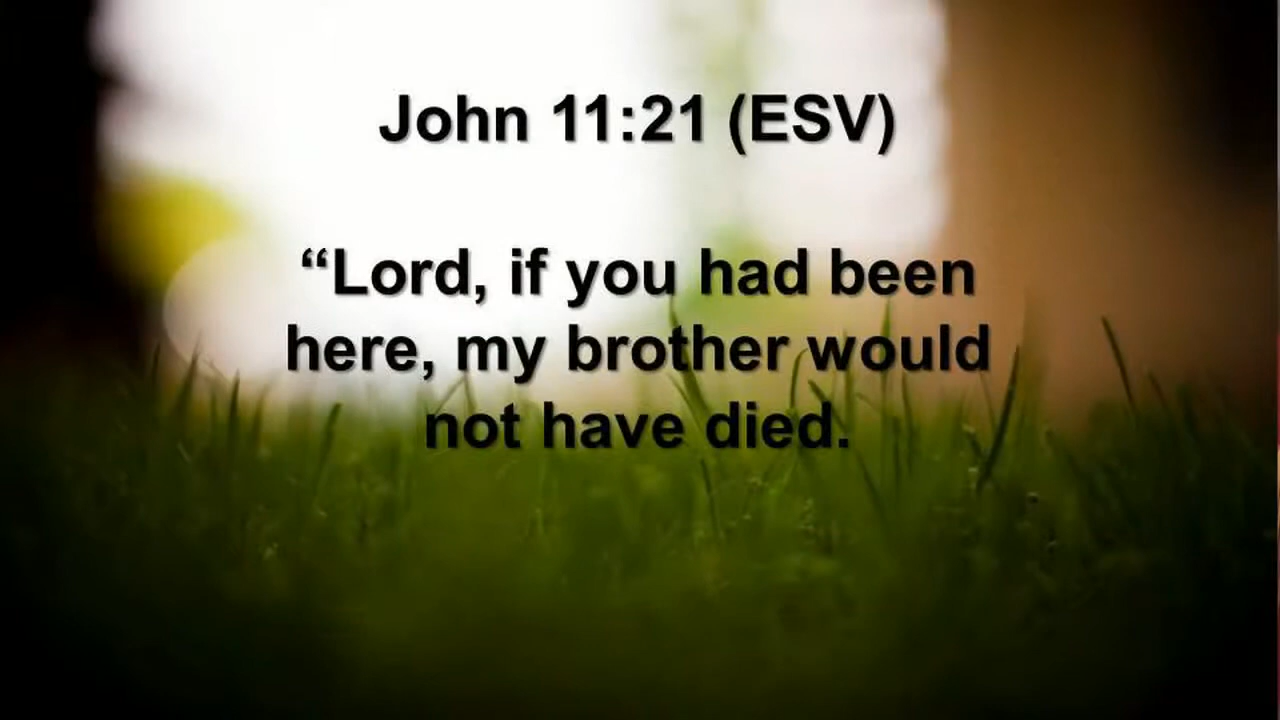 John 11:21 (ESV)
“Lord, if you had been
here, my brother would
not have died.